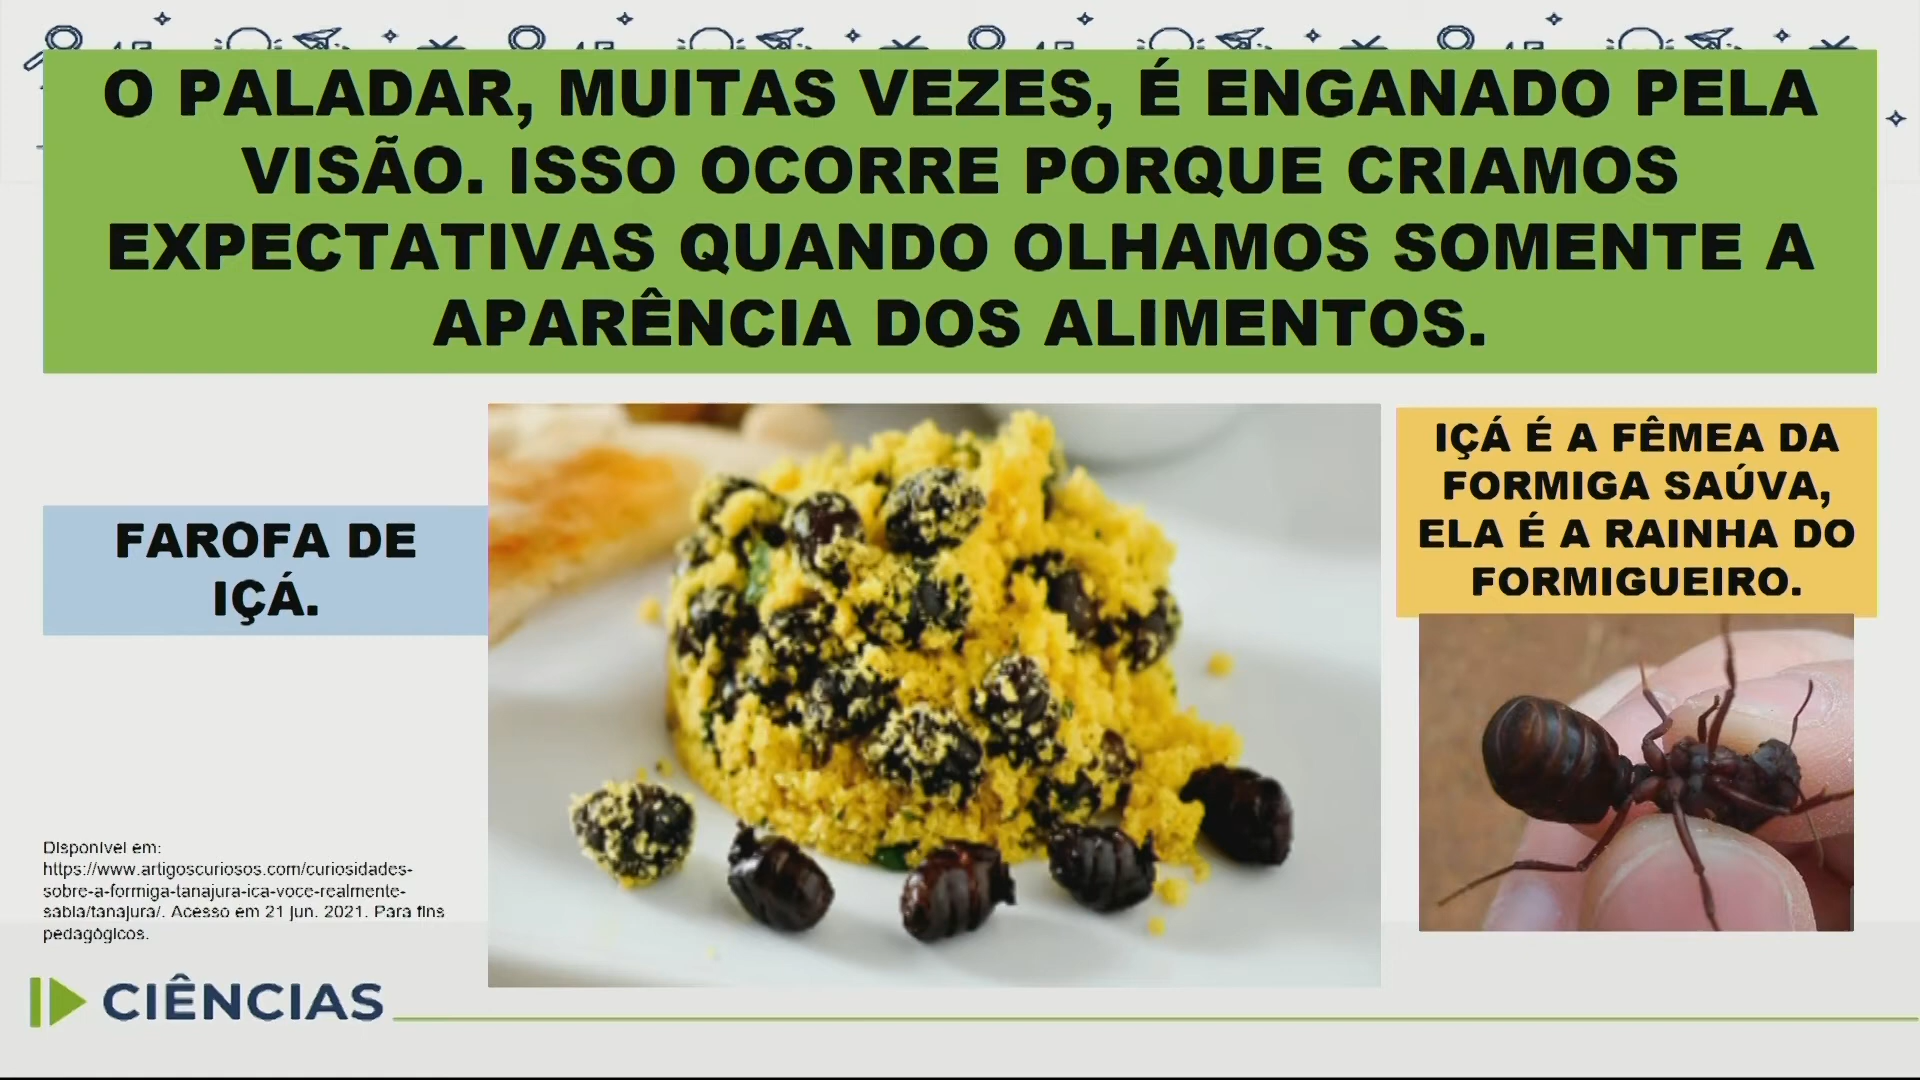 O PALADAR, MUITAS VEZES, É ENGANADO PELA
VISÃO. ISSO OCORRE PORQUE CRIAMOS
EXPECTATIVAS QUANDO OLHAMOS SOMENTE A
APARÊNCIA DOS ALIMENTOS.
FAROFA DE
IÇÁ.
IÇÁ É A FÊMEA DA
FORMIGA SAÚVA,
ELA É A RAINHA DO
FORMIGUEIRO.
Disponível em:
https://www.artigoscuriosos.com/curiosidades-
sobre-a-formiga-tanajura-ica-voce-realmente-
sabia/tanajura/. Acesso em 21 jun. 2021. Para fins
pedagógicos.
CIÊNCIAS